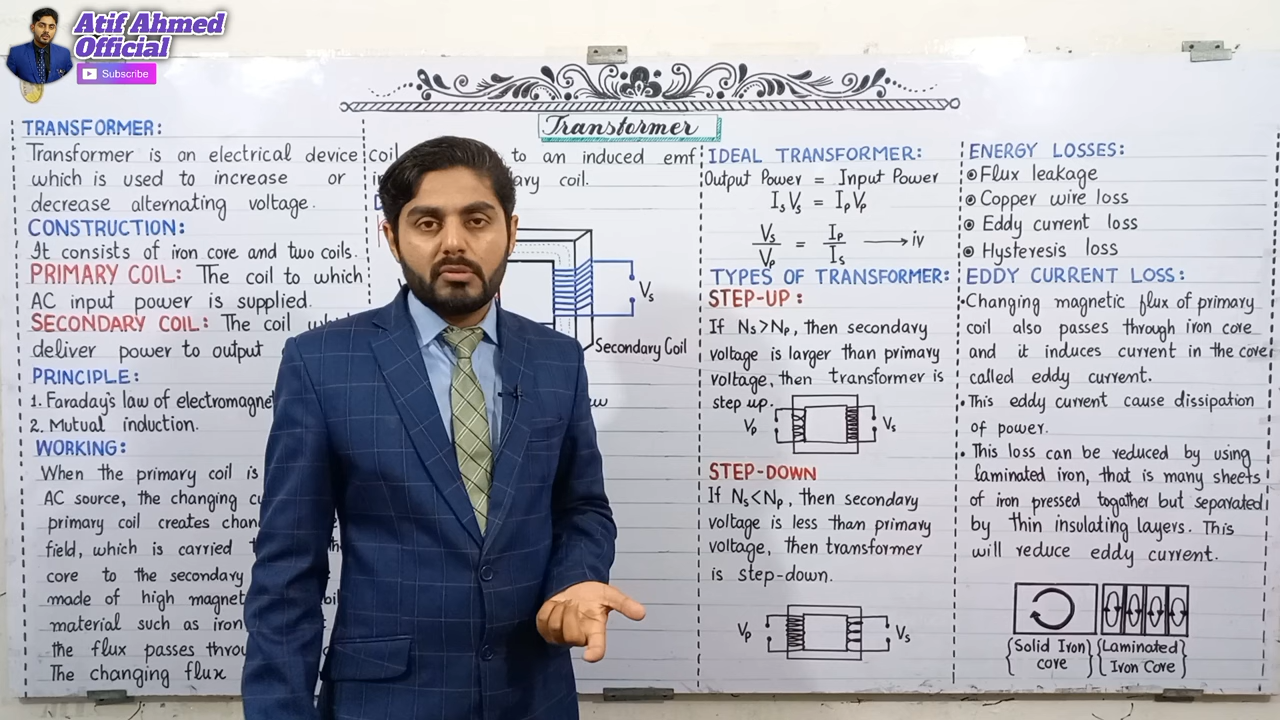 Atif Ahmed
Official
Subscribe
Transformer
TRANSFORMER:
Transformer is an electrical device
which is used to increase or
decrease alternating voltage.
CONSTRUCTION:
It consists of iron core and two coils.
PRIMARY COIL: The coil to which
AC input power is supplied.
SECONDARY COIL: The coil
deliver power to output
PRINCIPLE:
1. Faraday's law of
2. Mutual induction.
WORKING:
When the primary coil is
AC source, the changing
primary coil creates
field, which is carried
core to the secondary
made of high
material such as iron
the flux passes
The changing flux
coil to an induced emf
coil.
Vs
Secondary Coil
IDEAL TRANSFORMER:
Output Power = Input Power
IsVs = IpVp
Vs/Vp = Ip/Is → iv
TYPES OF TRANSFORMER:
STEP-UP:
If Ns>Np, then secondary
voltage is larger than primary
voltage, then transformer is
step up.
Vp Vs
STEP-DOWN
If Ns<Np, then secondary
voltage is less than primary
voltage, then transformer
is step-down.
Vp Vs
ENERGY LOSSES:
Flux leakage
Copper wire loss
Eddy current loss
Hysteresis loss
EDDY CURRENT LOSS:
•Changing magnetic flux of primary
coil also passes through iron core
and it induces current in the core
called eddy current.
•This eddy current cause dissipation
of power.
•This loss can be reduced by using
laminated iron, that is many sheets
of iron pressed togather but separated
by thin insulating layers. This
will reduce eddy current.
{Solid Iron core}
{Laminated Iron Core}